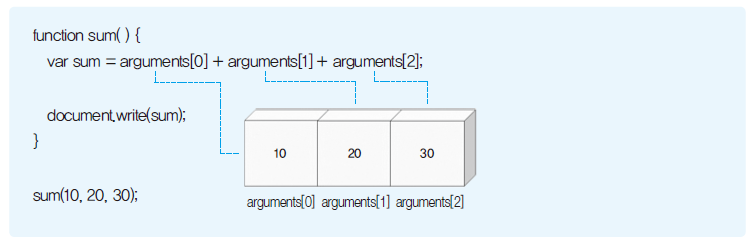 function sum( ) {
var sum = arguments[0] + arguments[1] + arguments[2];
document.write(sum);
}
10 20 30
sum(10, 20, 30);
arguments[0] arguments[1] arguments[2]